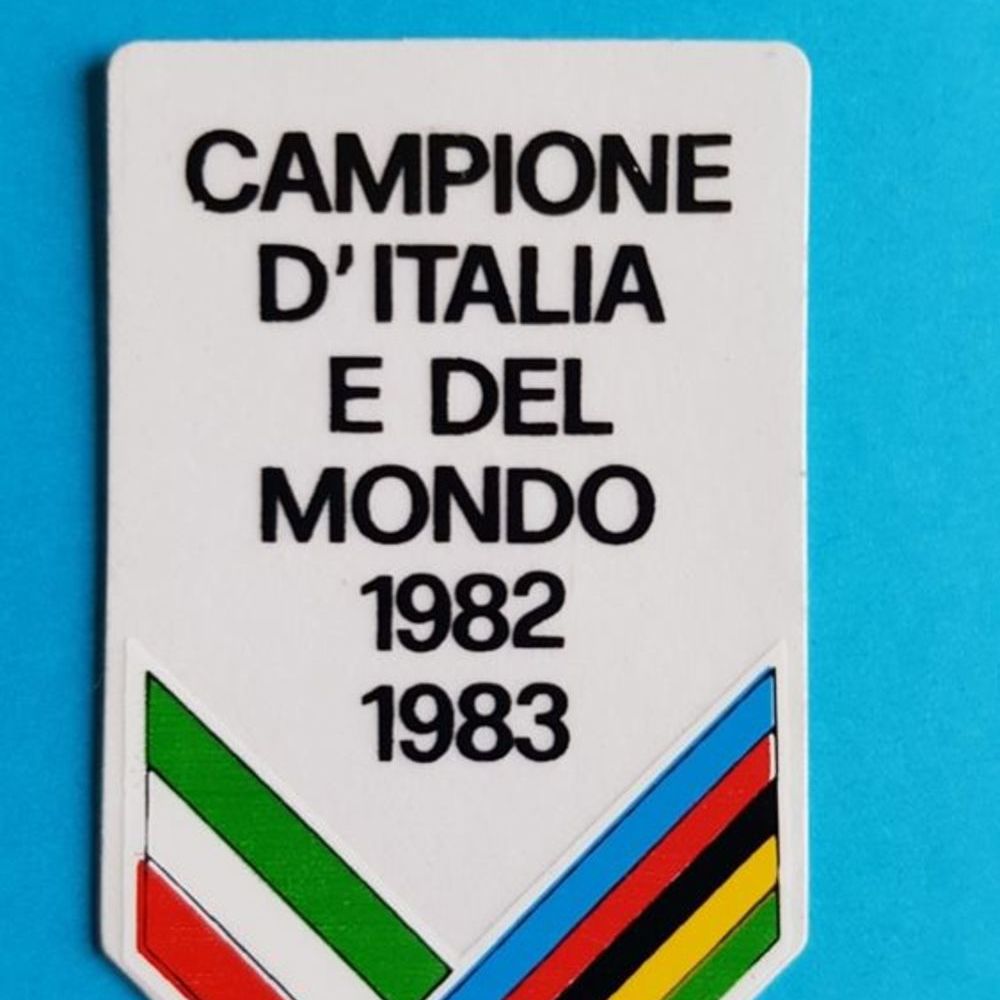 CAMPIONE
D'ITALIA
E DEL
MONDO
1982
1983